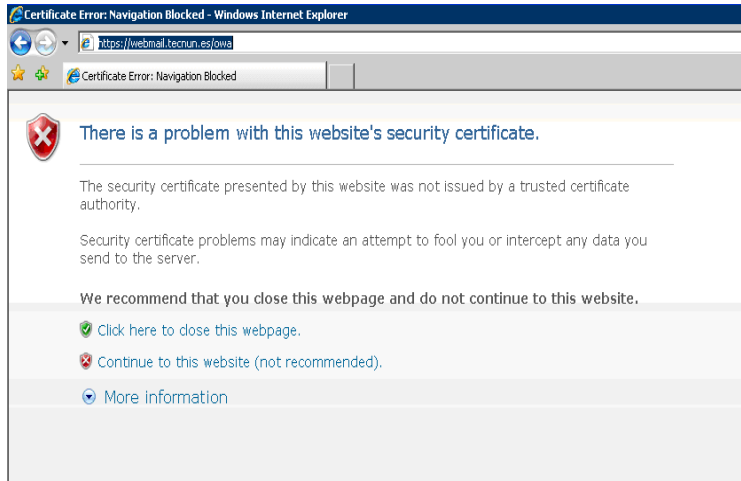 Certificate Error: Navigation Blocked - Windows Internet Explorer
https://webmail.tecnun.es/owa
Certificate Error: Navigation Blocked
There is a problem with this website's security certificate.
The security certificate presented by this website was not issued by a trusted certificate
authority.
Security certificate problems may indicate an attempt to fool you or intercept any data you
send to the server.
We recommend that you close this webpage and do not continue to this website.
Click here to close this webpage.
Continue to this website (not recommended).
More information